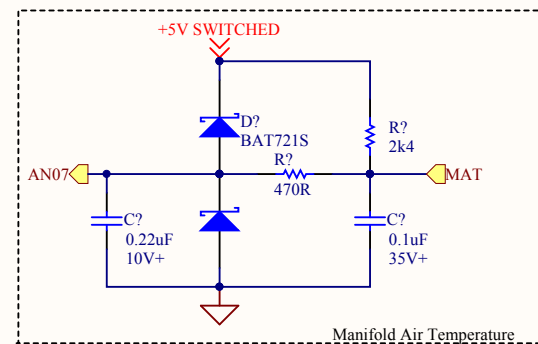 +5V SWITCHED
D?
BAT721S
R?
2k4
R?
470R
AN07
MAT
C?
0.22uF
10V+
C?
0.1uF
35V+
Manifold Air Temperature